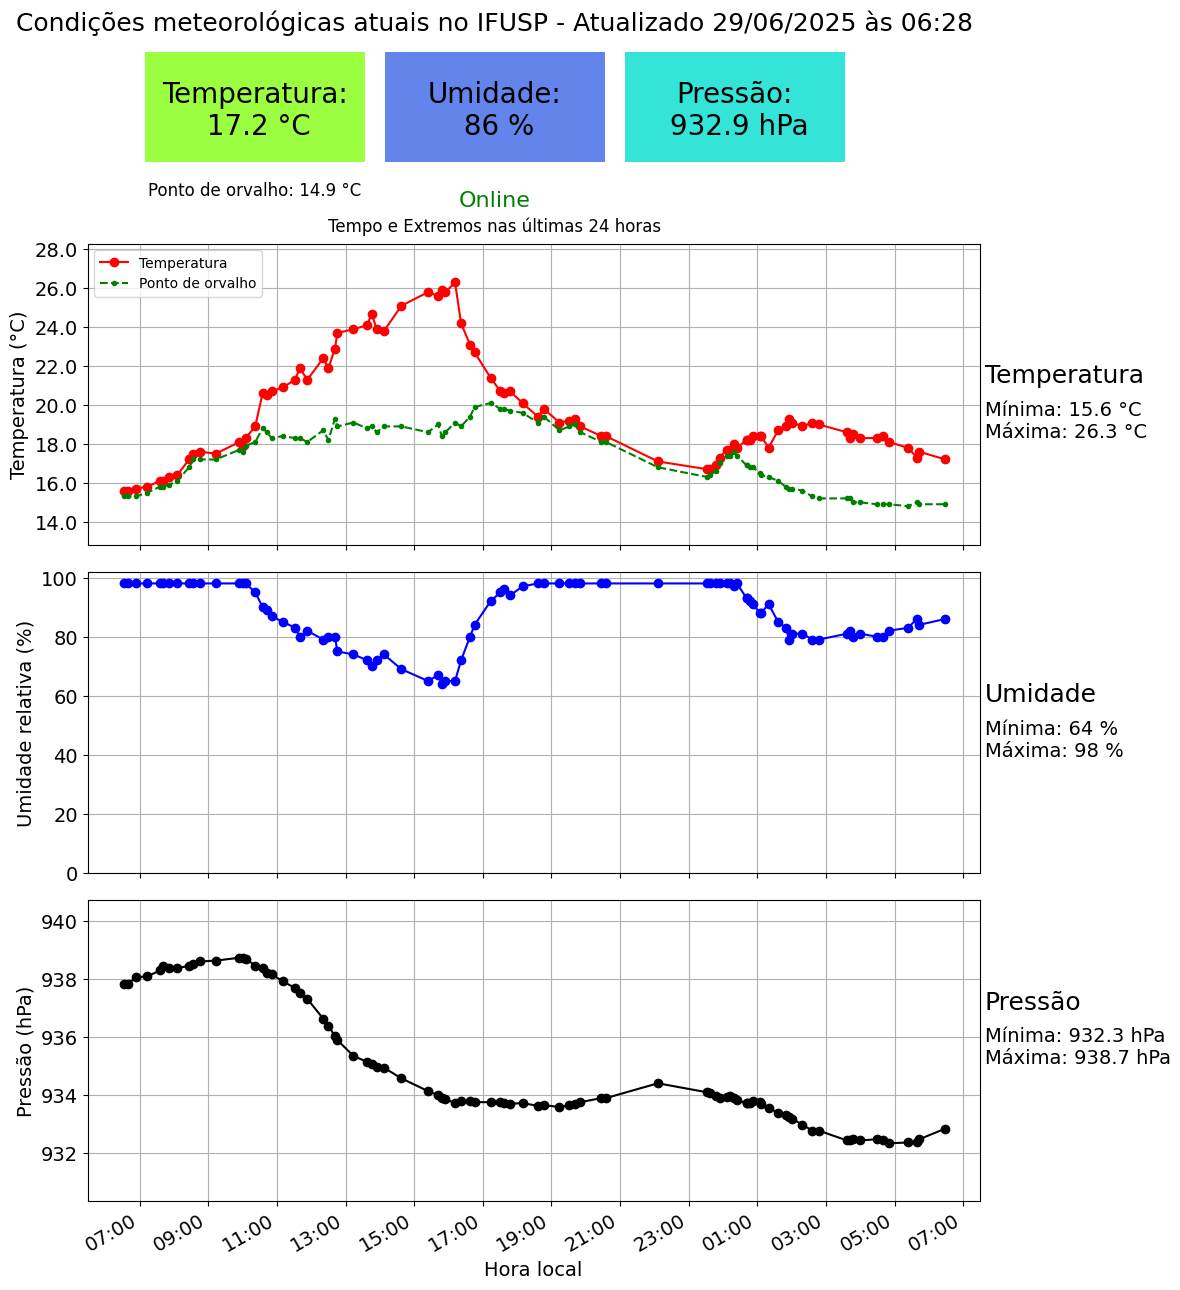 Condições meteorológicas atuais no IFUSP - Atualizado 29/06/2025 às 06:28
Temperatura:
17.2 °C
Umidade:
86 %
Pressão:
932.9 hPa
Ponto de orvalho: 14.9 °C
Online
Tempo e Extremos nas últimas 24 horas
Temperatura
Ponto de orvalho
Temperatura (°C)
28.0
26.0
24.0
22.0
20.0
18.0
16.0
14.0
Temperatura
Mínima: 15.6 °C
Máxima: 26.3 °C
Umidade relativa (%)
100
80
60
40
20
0
Umidade
Mínima: 64 %
Máxima: 98 %
Pressão (hPa)
940
938
936
934
932
Pressão
Mínima: 932.3 hPa
Máxima: 938.7 hPa
07:00 09:00 11:00 13:00 15:00 17:00 19:00 21:00 23:00 01:00 03:00 05:00 07:00
Hora local